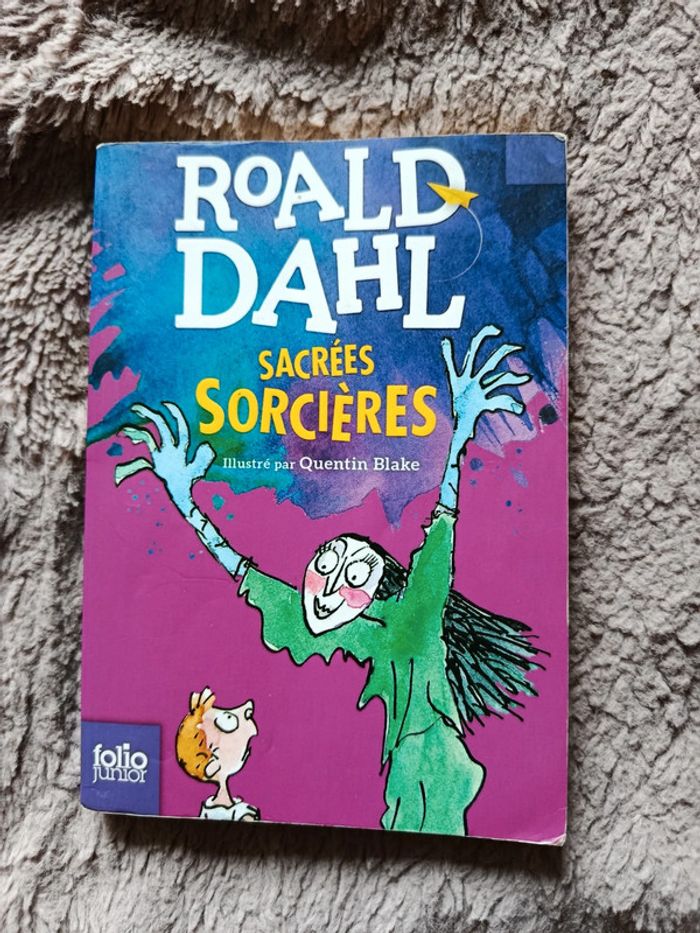 ROALD
DAHL
SACRÉES
SORCIÈRES
Illustré par Quentin Blake
folio
JUNIOR